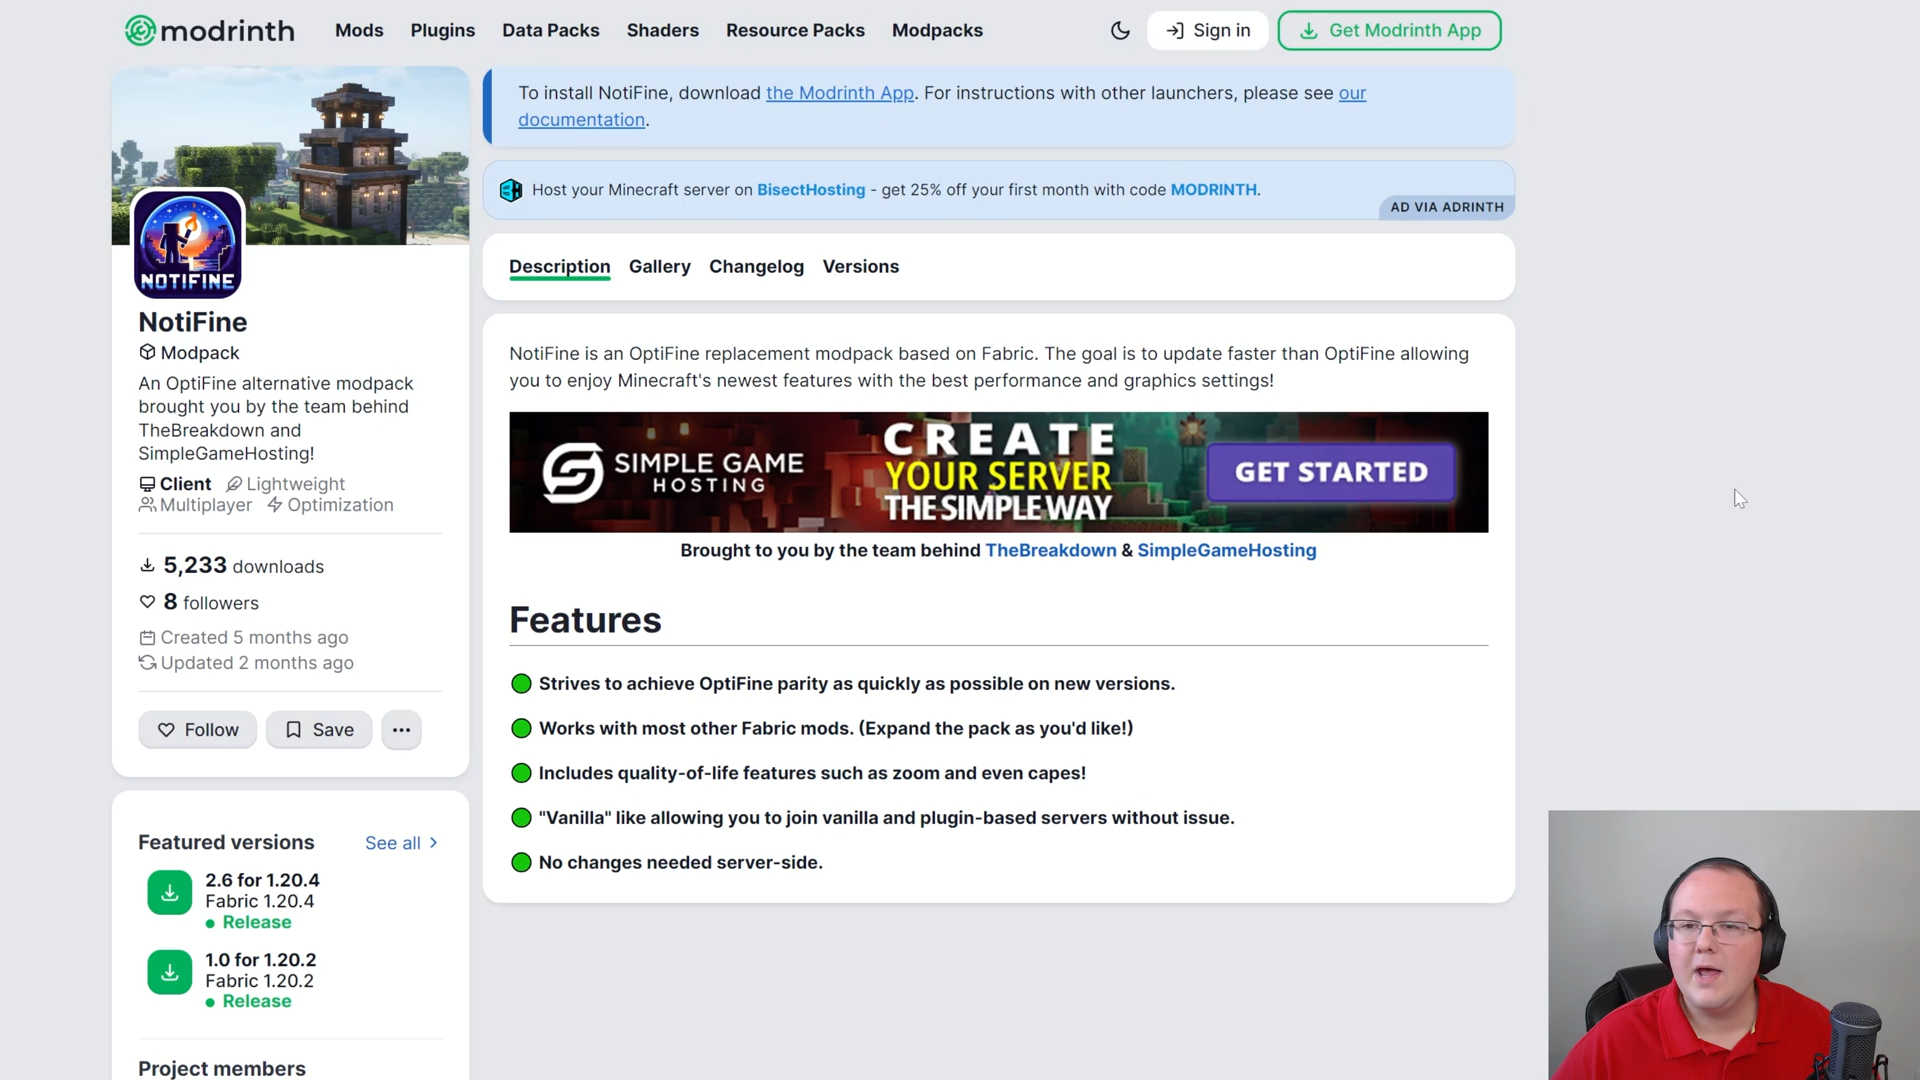 modrinth
Mods
Plugins
Data Packs
Shaders
Resource Packs
Modpacks
Sign in
Get Modrinth App
To install NotiFine, download the Modrinth App. For instructions with other launchers, please see our
documentation.
Host your Minecraft server on BisectHosting - get 25% off your first month with code MODRINTH.
AD VIA ADRINTH
Description
Gallery
Changelog
Versions
NOTIFINE
NotiFine
Modpack
An OptiFine alternative modpack
brought you by the team behind
TheBreakdown and
SimpleGameHosting!
Client Lightweight
Multiplayer Optimization
5,233 downloads
8 followers
Created 5 months ago
Updated 2 months ago
Follow
Save
Featured versions
See all
2.6 for 1.20.4
Fabric 1.20.4
Release
1.0 for 1.20.2
Fabric 1.20.2
Release
Project members
NotiFine is an OptiFine replacement modpack based on Fabric. The goal is to update faster than OptiFine allowing
you to enjoy Minecraft's newest features with the best performance and graphics settings!
SIMPLE GAME
HOSTING
CREATE
YOUR SERVER
THE SIMPLE WAY
GET STARTED
Brought to you by the team behind TheBreakdown & SimpleGameHosting
Features
Strives to achieve OptiFine parity as quickly as possible on new versions.
Works with most other Fabric mods. (Expand the pack as you'd like!)
Includes quality-of-life features such as zoom and even capes!
"Vanilla" like allowing you to join vanilla and plugin-based servers without issue.
No changes needed server-side.